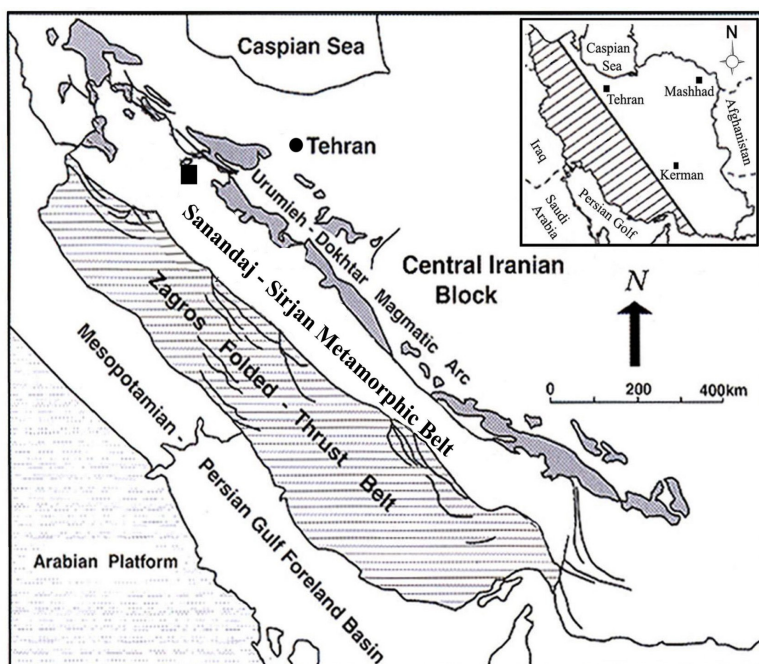 Caspian Sea
Tehran
Urumieh - Dokhtar Magmatic Arc
Sanandaj - Sirjan Metamorphic Belt
Central Iranian
Block
Zagros Folded - Thrust Belt
Mesopotamian -
Persian Gulf Foreland Basin
Arabian Platform
N
0 200 400km
N
Caspian
Sea
Tehran
Mashhad
Afghanistan
Iraq
Kerman
Saudi
Arabia
Persian Golf